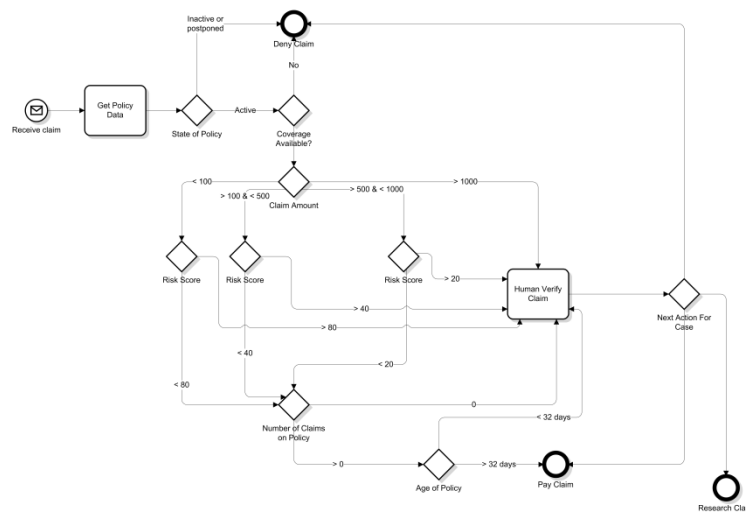 Inactive or
postponed
Deny Claim
No
Get Policy
Data
Active
Receive claim
State of Policy
Coverage
Available?
< 100
> 100 & < 500
> 500 & < 1000
> 1000
Claim Amount
Risk Score
Risk Score
Risk Score
> 20
Human Verify
Claim
> 40
Next Action For
Case
> 80
< 40
< 20
< 80
0
< 32 days
Number of Claims
on Policy
> 0
> 32 days
Age of Policy
Pay Claim
Research Cla